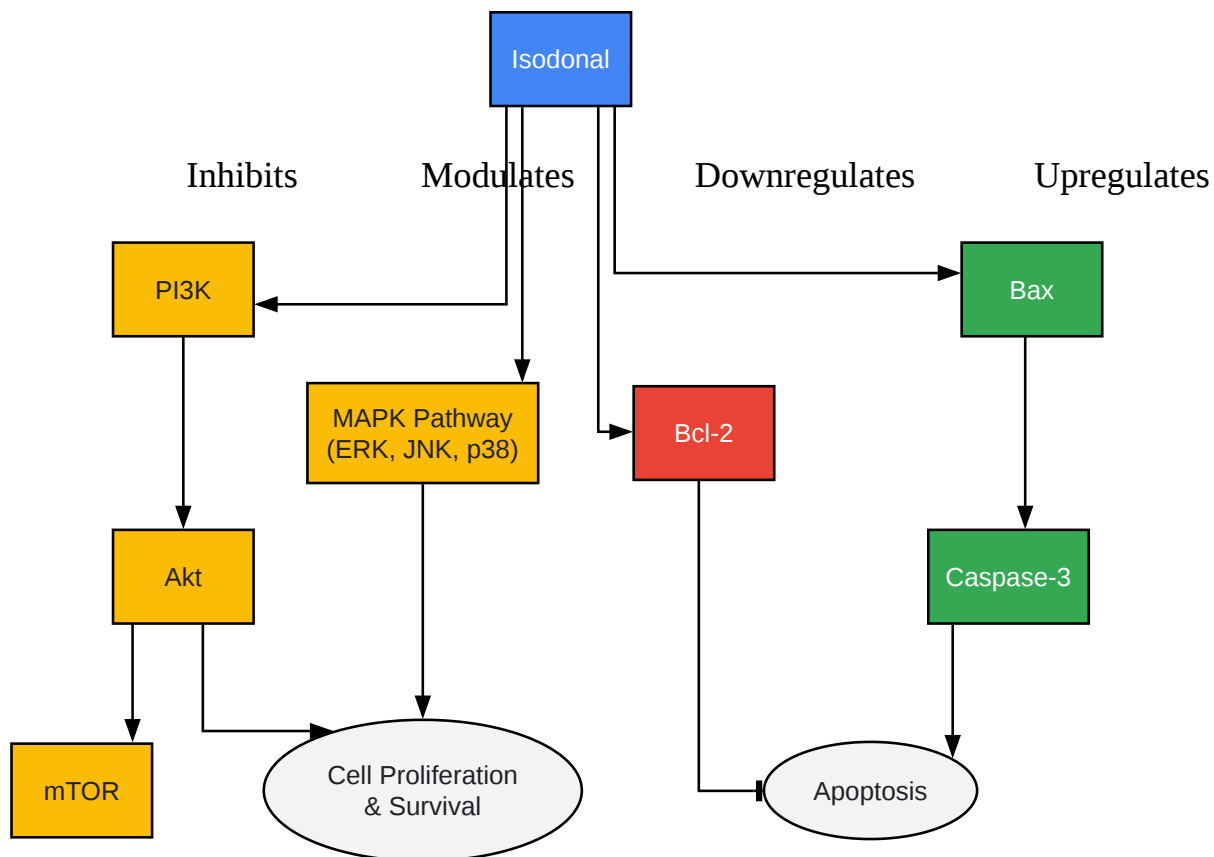 Isodonal
Inhibits
Modulates
Downregulates
Upregulates
PI3K
Bax
MAPK Pathway
(ERK, JNK, p38)
Bcl-2
Akt
Caspase-3
mTOR
Cell Proliferation
& Survival
Apoptosis